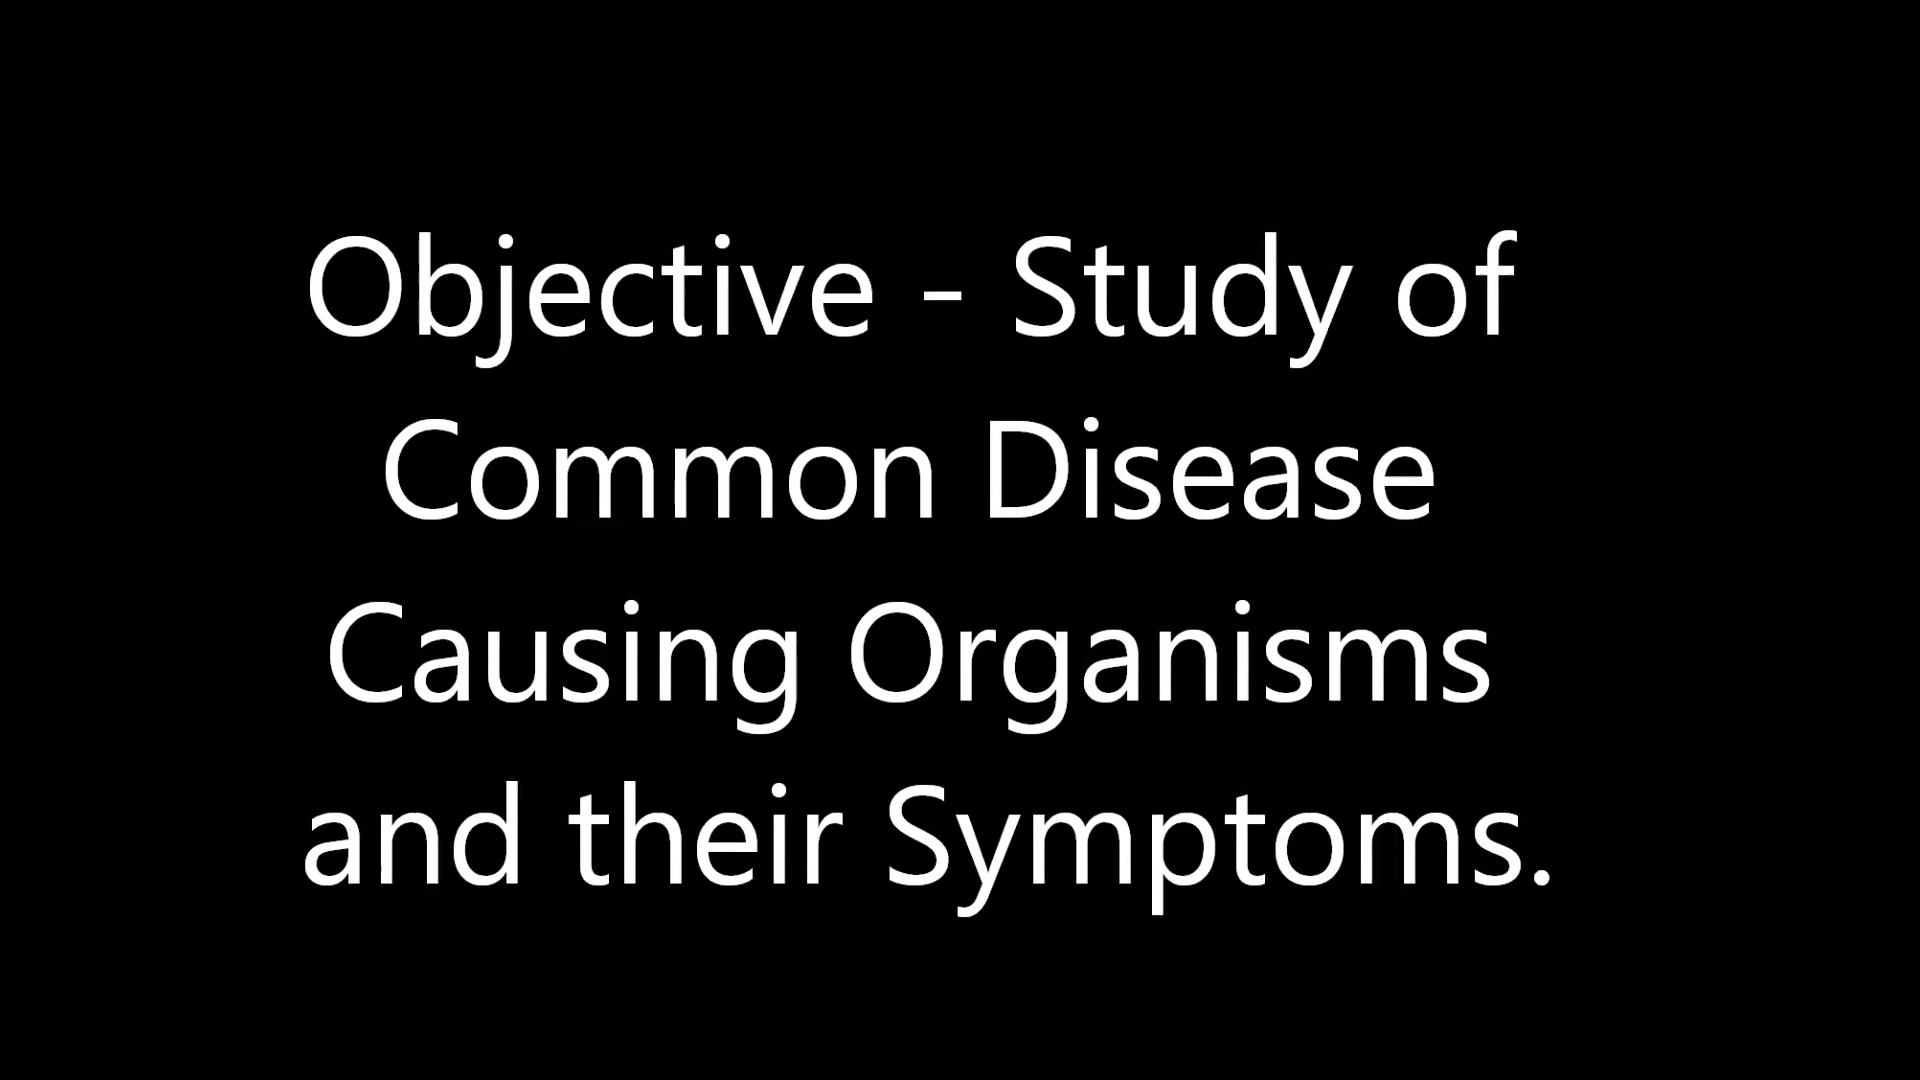 Objective - Study of
Common Disease
Causing Organisms
and their Symptoms.